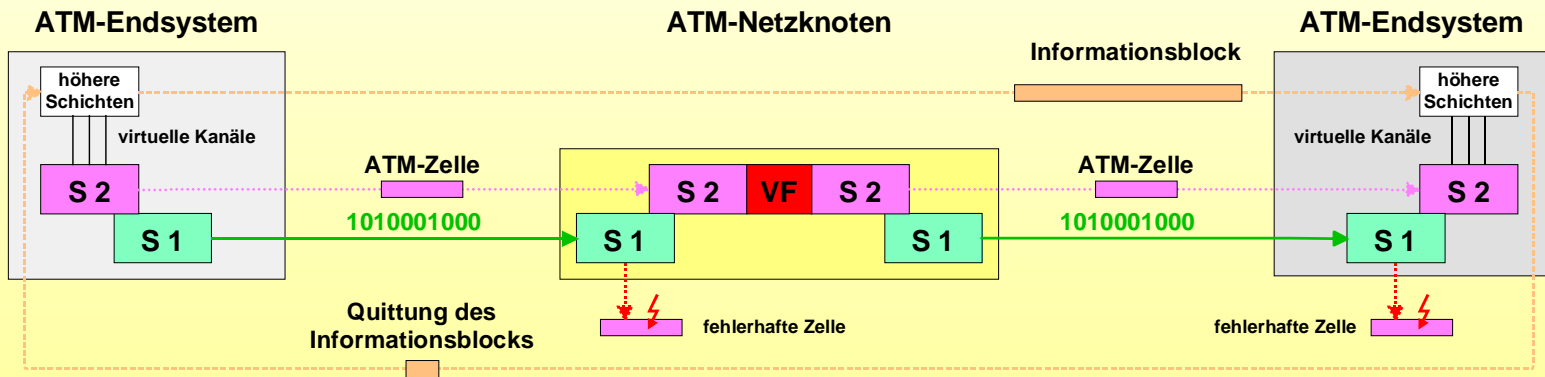 ATM-Endsystem
ATM-Netzknoten
ATM-Endsystem
Informationsblock
höhere
Schichten
höhere
Schichten
virtuelle Kanäle
virtuelle Kanäle
ATM-Zelle
ATM-Zelle
S 2
S 2
VF
S 2
S 2
1010001000
1010001000
S 1
S 1
S 1
S 1
Quittung des
Informationsblocks
fehlerhafte Zelle
fehlerhafte Zelle